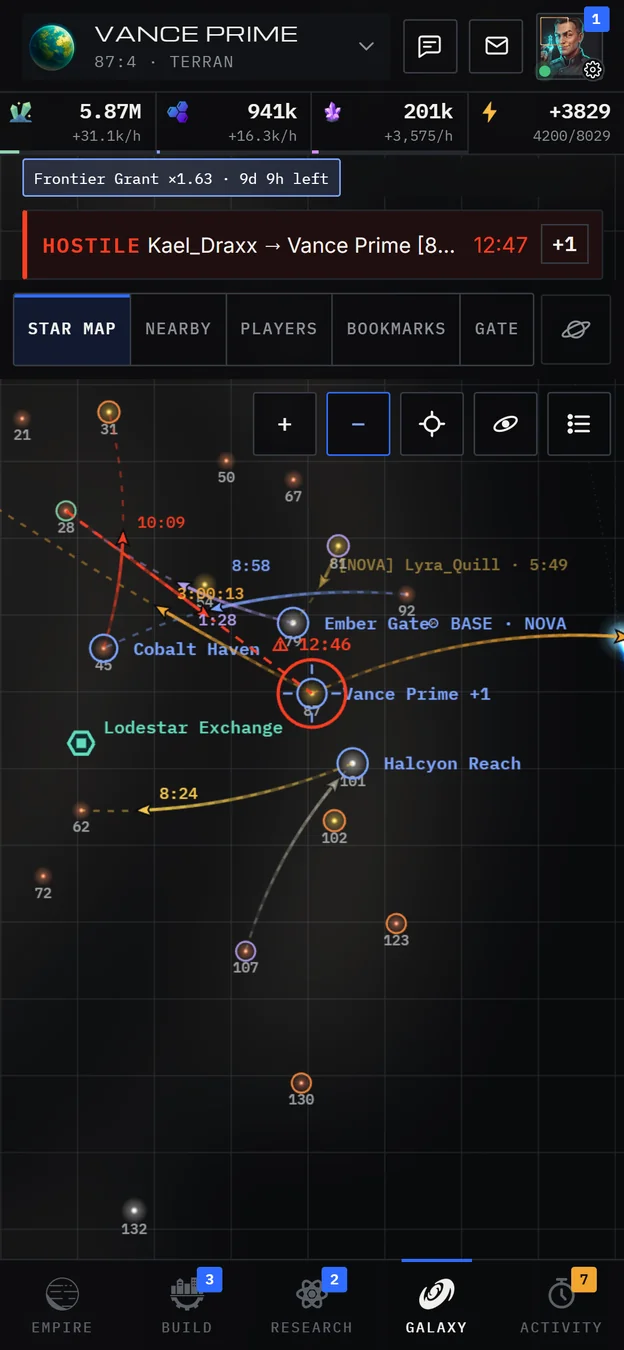 VANCE PRIME
87:4 · TERRAN
1
5.87M
+31.1k/h
941k
+16.3k/h
201k
+3,575/h
+3829
4200/8029
Frontier Grant ×1.63 · 9d 9h left
HOSTILE Kael_Draxx → Vance Prime [8... 12:47 +1
STAR MAP
NEARBY
PLAYERS
BOOKMARKS
GATE
+
−
21
31
50
67
28
10:09
8:58
81
[NOVA] Lyra_Quill · 5:49
3:00:13
54
92
1:28
79
Ember Gate
BASE · NOVA
45
Cobalt Haven
⚠ 12:46
87
Vance Prime +1
Lodestar Exchange
101
Halcyon Reach
8:24
62
102
72
123
107
130
132
EMPIRE
3
BUILD
2
RESEARCH
GALAXY
7
ACTIVITY